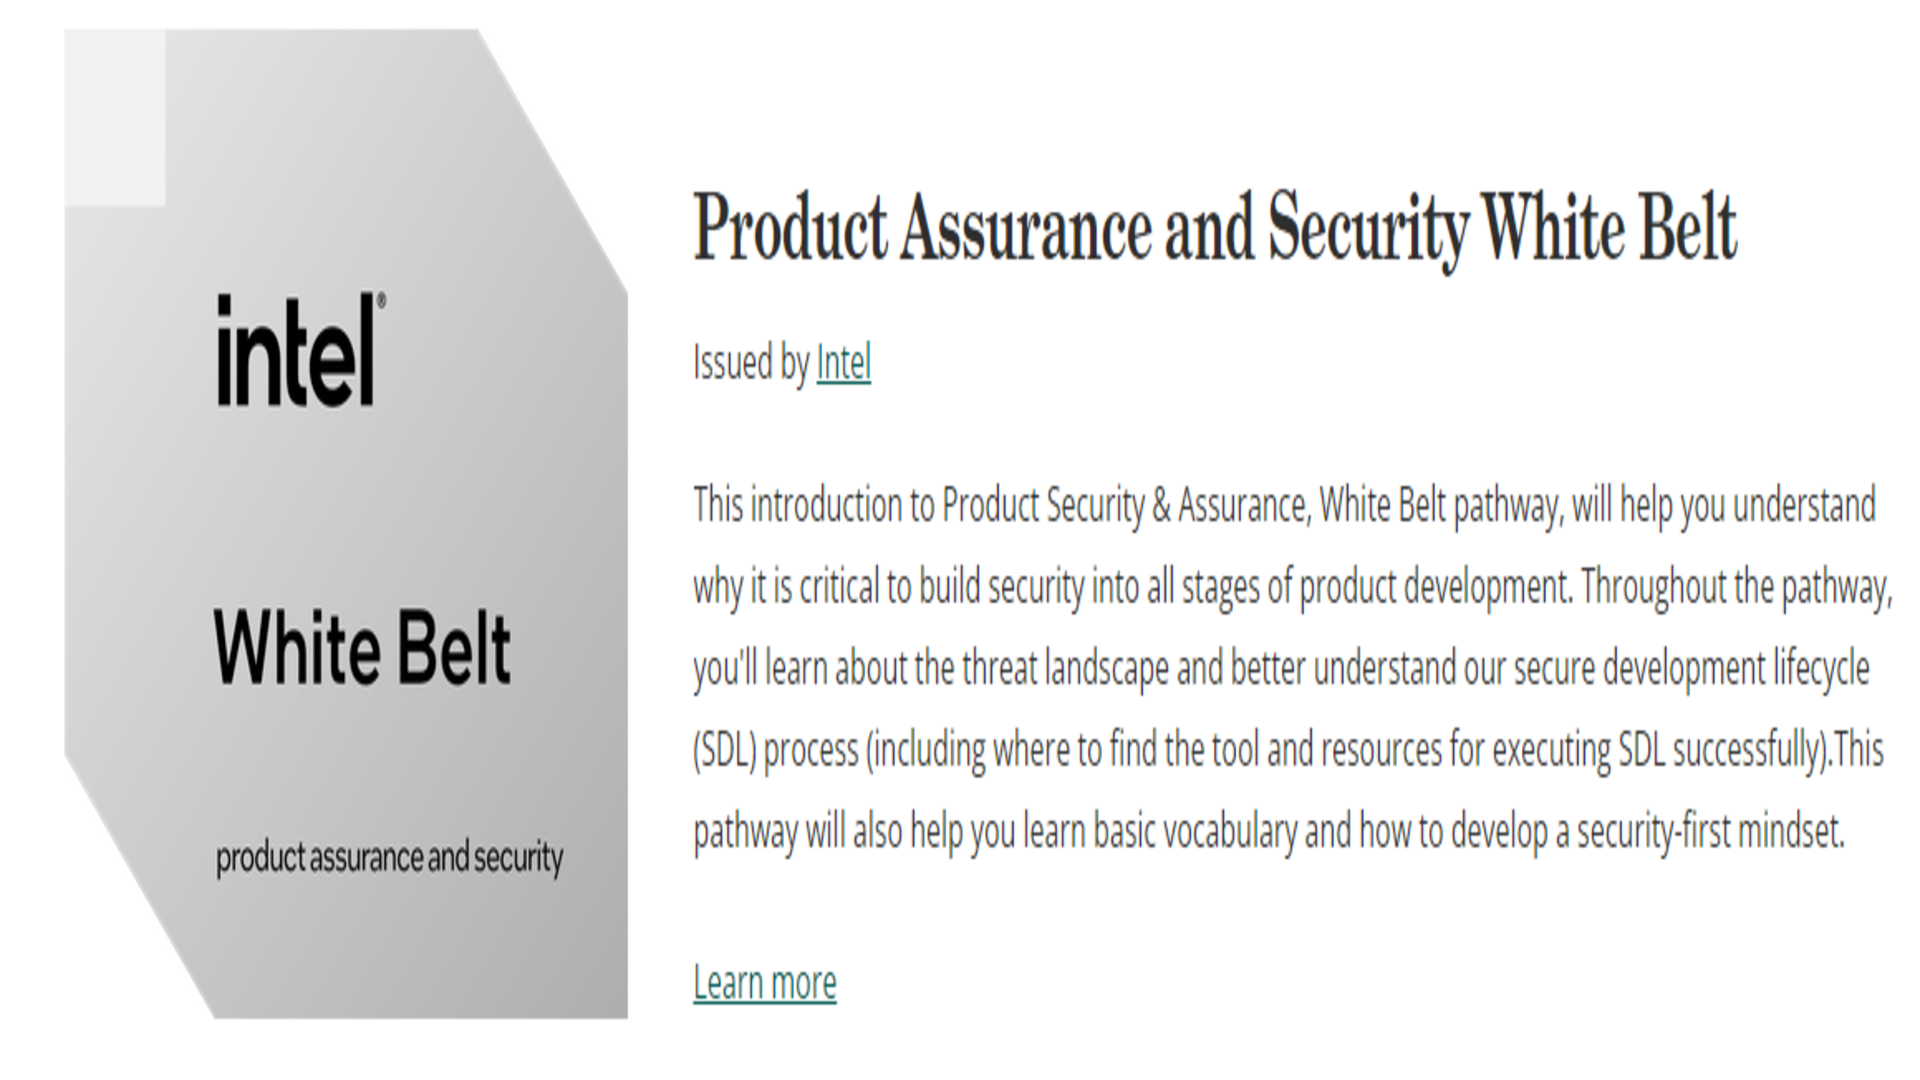 intel®
White Belt
product assurance and security
Product Assurance and Security White Belt
Issued by Intel
This introduction to Product Security & Assurance, White Belt pathway, will help you understand
why it is critical to build security into all stages of product development. Throughout the pathway,
you'll learn about the threat landscape and better understand our secure development lifecycle
(SDL) process (including where to find the tool and resources for executing SDL successfully).This
pathway will also help you learn basic vocabulary and how to develop a security-first mindset.
Learn more